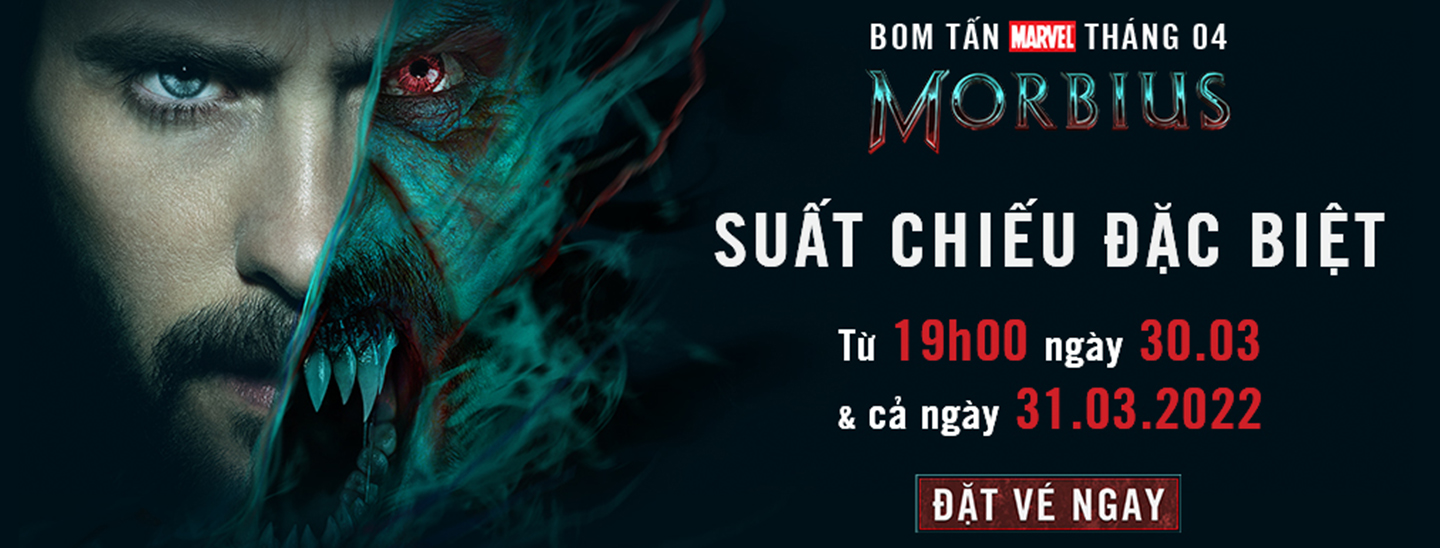 BOM TẤN MARVEL THÁNG 04
MORBIUS
SUẤT CHIẾU ĐẶC BIỆT
Từ 19h00 ngày 30.03
& cả ngày 31.03.2022
ĐẶT VÉ NGAY